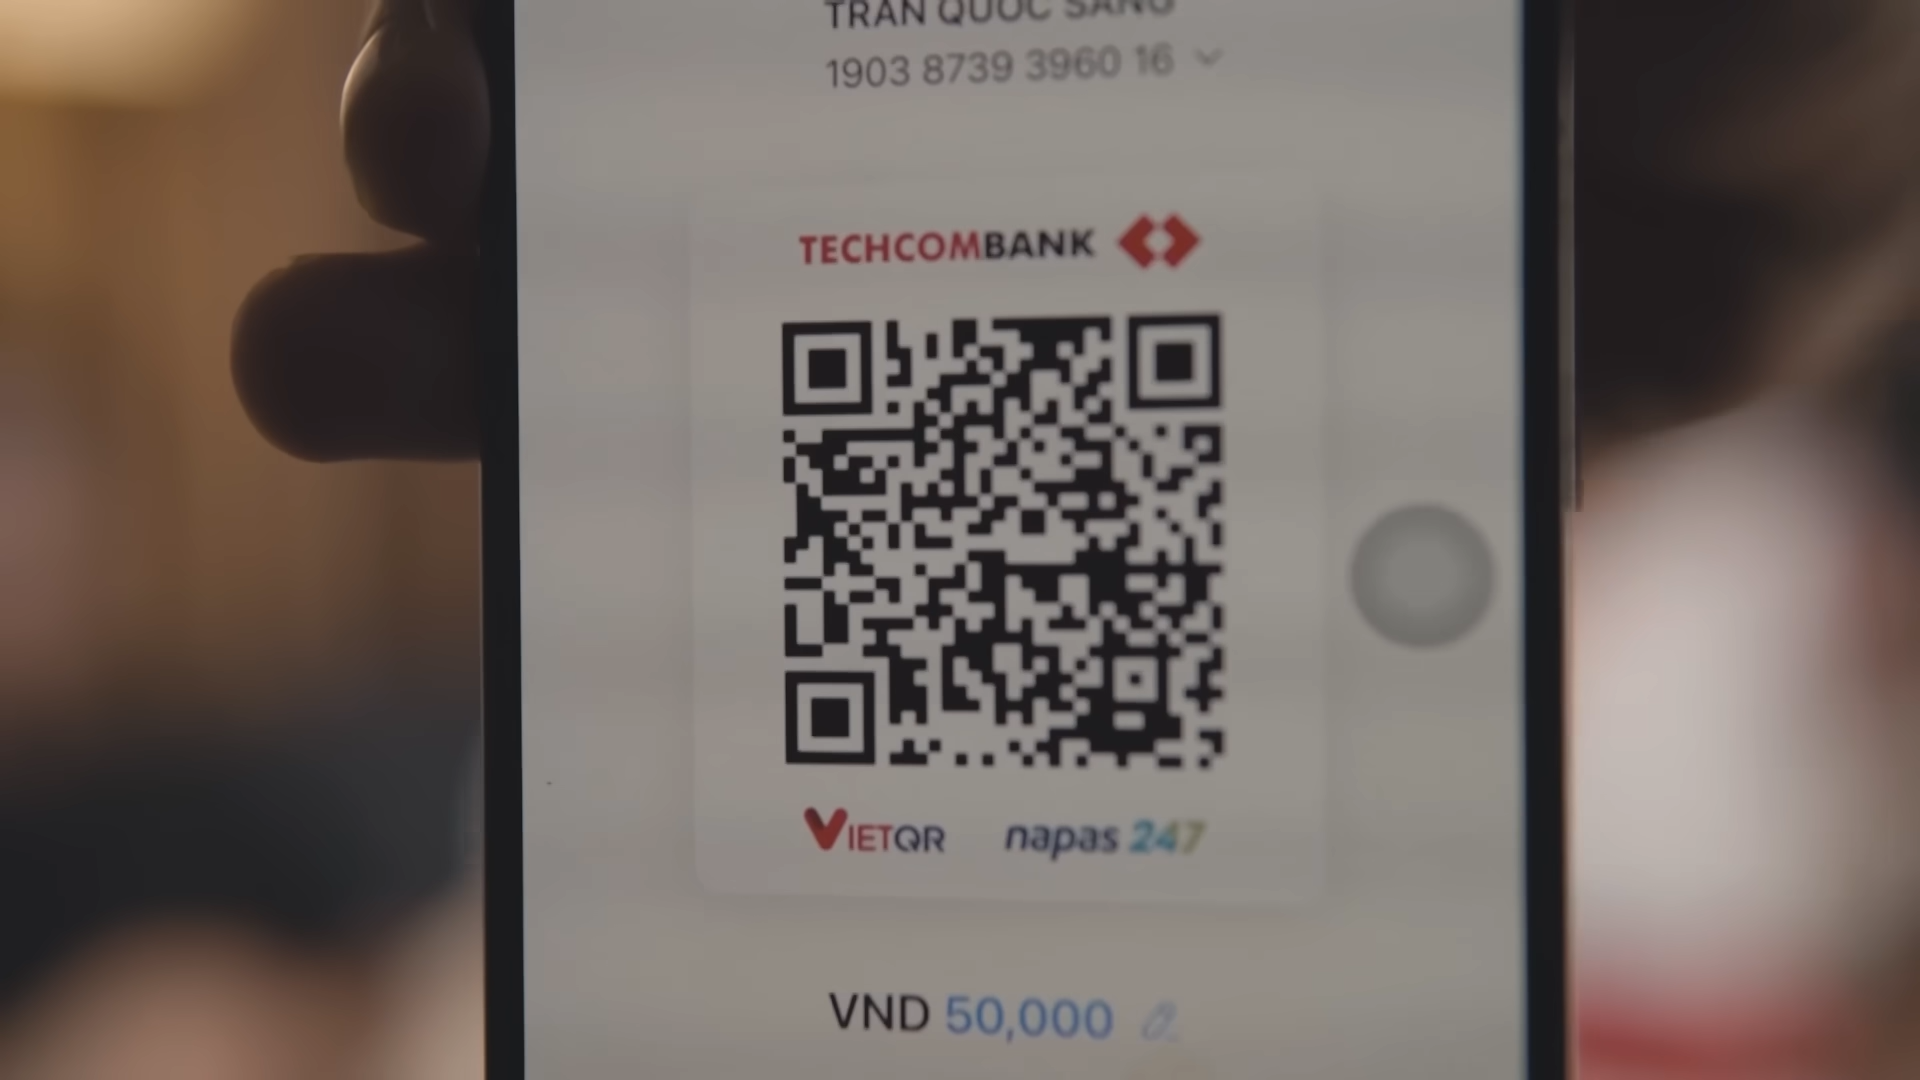 TRAN QUOC SANG
1903 8739 3960 16
TECHCOMBANK
VIETQR napas 247
VND 50,000